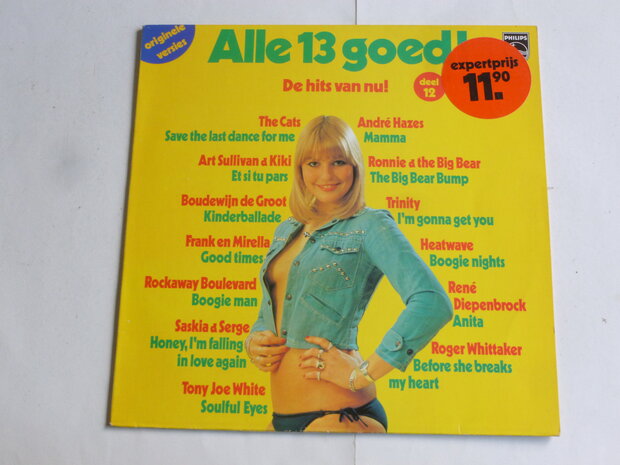 originele
versies
Alle 13 goed!
PHILIPS
De hits van nu!
deel
12
expertprijs
11.90
The Cats
Save the last dance for me
Art Sullivan & Kiki
Et si tu pars
Boudewijn de Groot
Kinderballade
Frank en Mirella
Good times
Rockaway Boulevard
Boogie man
Saskia & Serge
Honey, I'm falling
in love again
Tony Joe White
Soulful Eyes
André Hazes
Mamma
Ronnie & the Big Bear
The Big Bear Bump
Trinity
I'm gonna get you
Heatwave
Boogie nights
René
Diepenbrock
Anita
Roger Whittaker
Before she breaks
my heart